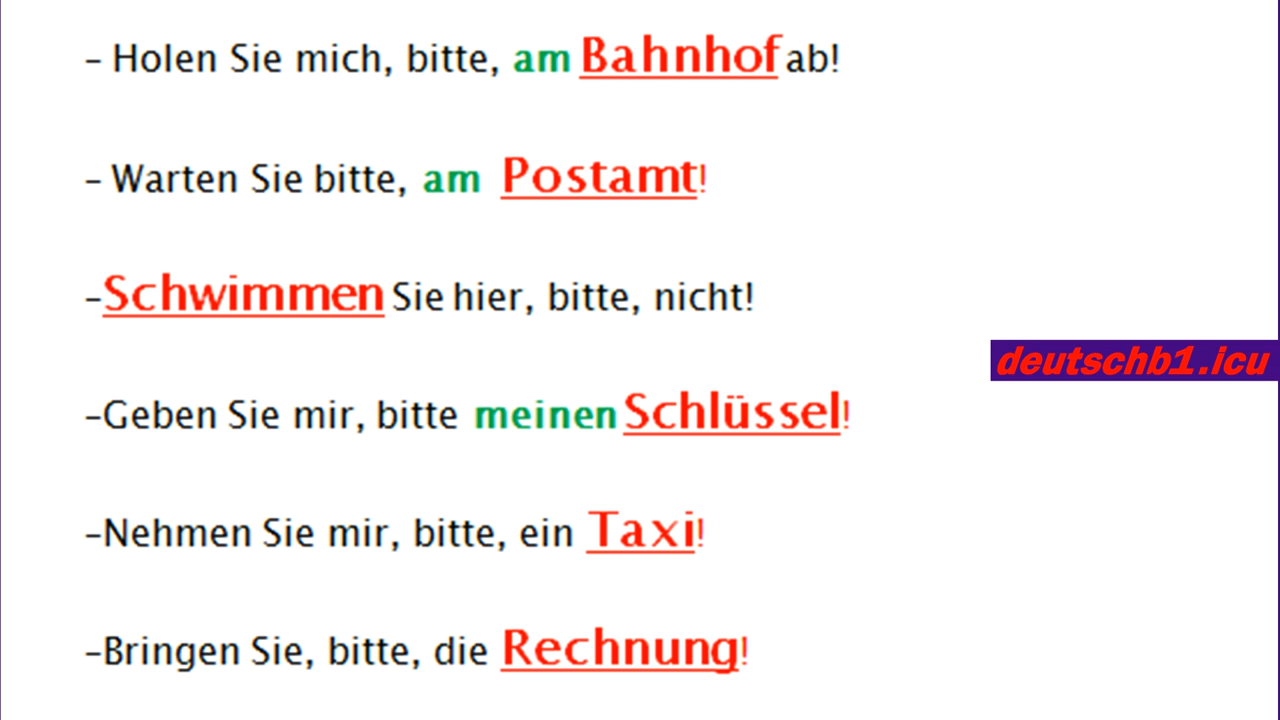 – Holen Sie mich, bitte, am Bahnhof ab!
– Warten Sie bitte, am Postamt!
–Schwimmen Sie hier, bitte, nicht!
deutschb1.icu
–Geben Sie mir, bitte meinen Schlüssel!
–Nehmen Sie mir, bitte, ein Taxi!
–Bringen Sie, bitte, die Rechnung!